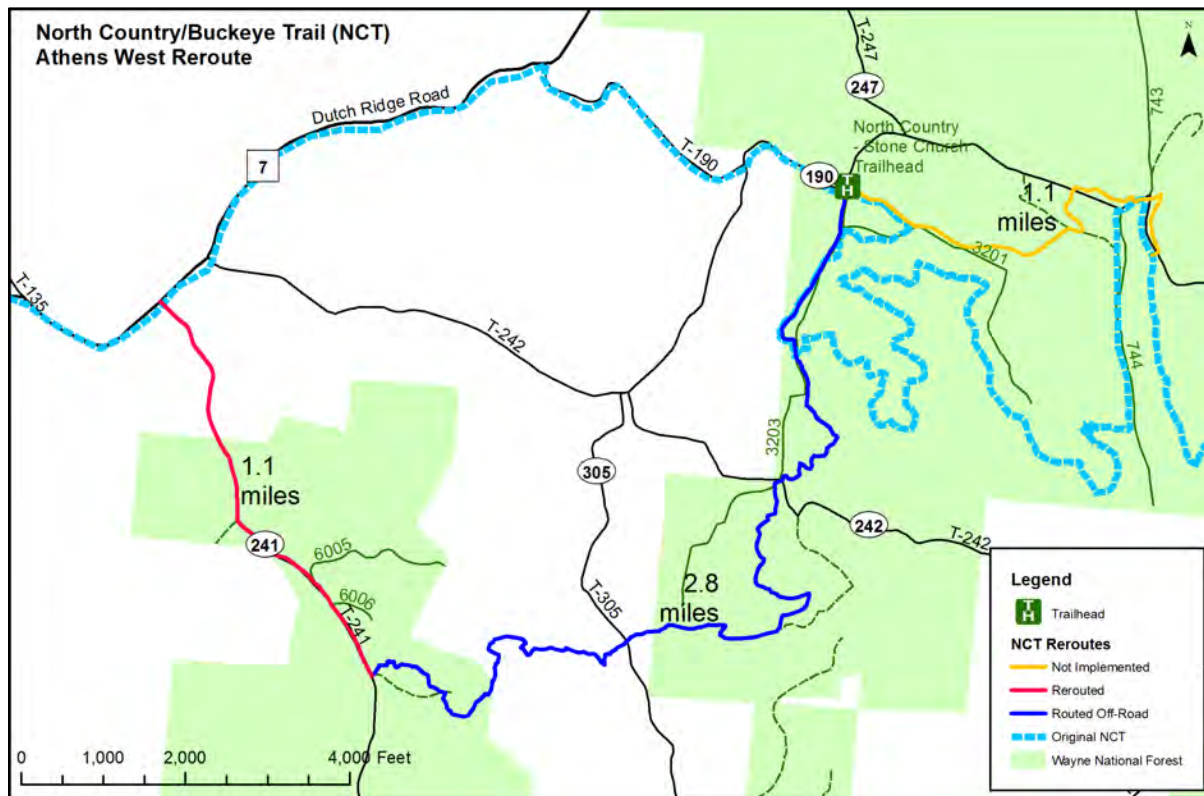 North Country/Buckeye Trail (NCT)
Athens West Reroute
N
T-247
247
743
Dutch Ridge Road
7
T-190
190
North Country
- Stone Church
Trailhead
TH
1.1
miles
3201
T-135
T-242
744
3203
305
1.1
miles
241
6005
6006
T-241
T-305
2.8
miles
242
T-242
Legend
TH
Trailhead
NCT Reroutes
Not Implemented
Rerouted
Routed Off-Road
Original NCT
Wayne National Forest
0 1,000 2,000 4,000 Feet